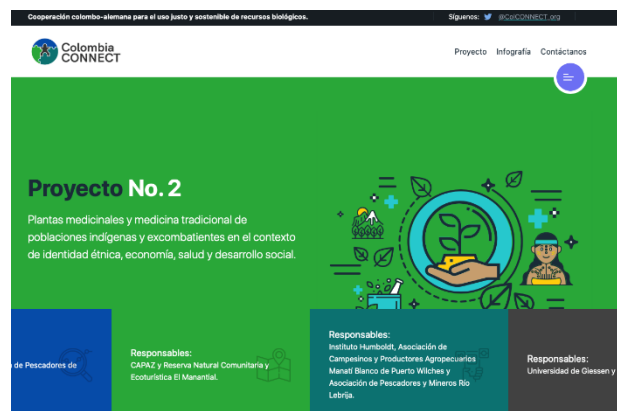 Cooperación colombo-alemana para el uso justo y sostenible de recursos biológicos.
Síguenos: @ColCONNECT_org
Colombia
CONNECT
Proyecto Infografía Contáctanos
Proyecto No. 2
Plantas medicinales y medicina tradicional de
poblaciones indígenas y excombatientes en el contexto
de identidad étnica, economía, salud y desarrollo social.
de Pescadores de
Responsables:
CAPAZ y Reserva Natural Comunitaria y
Ecoturística El Manantial.
Responsables:
Instituto Humboldt, Asociación de
Campesinos y Productores Agropecuarios
Manatí Blanco de Puerto Wilches y
Asociación de Pescadores y Mineros Río
Lebrija.
Responsables:
Universidad de Giessen y